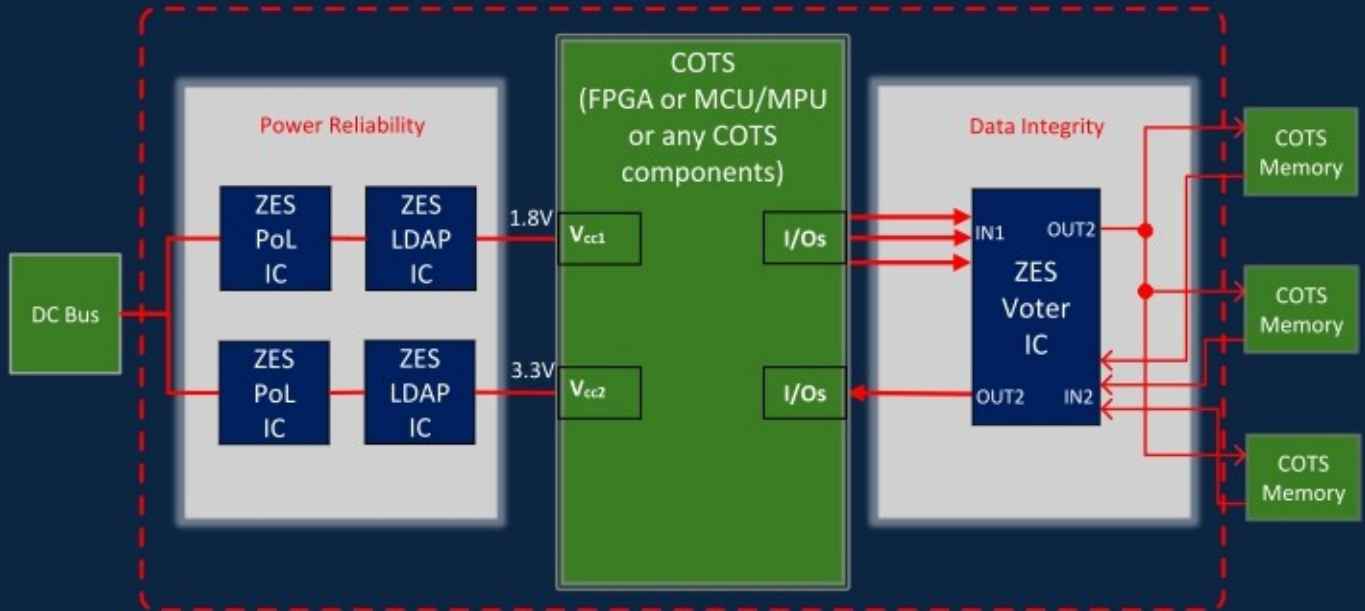 Power Reliability
COTS
(FPGA or MCU/MPU
or any COTS
components)
Data Integrity
COTS
Memory
ZES
PoL
IC
ZES
LDAP
IC
1.8V
Vcc1
I/Os
IN1
OUT2
ZES
Voter
IC
DC Bus
COTS
Memory
ZES
PoL
IC
ZES
LDAP
IC
3.3V
Vcc2
I/Os
OUT2
IN2
COTS
Memory